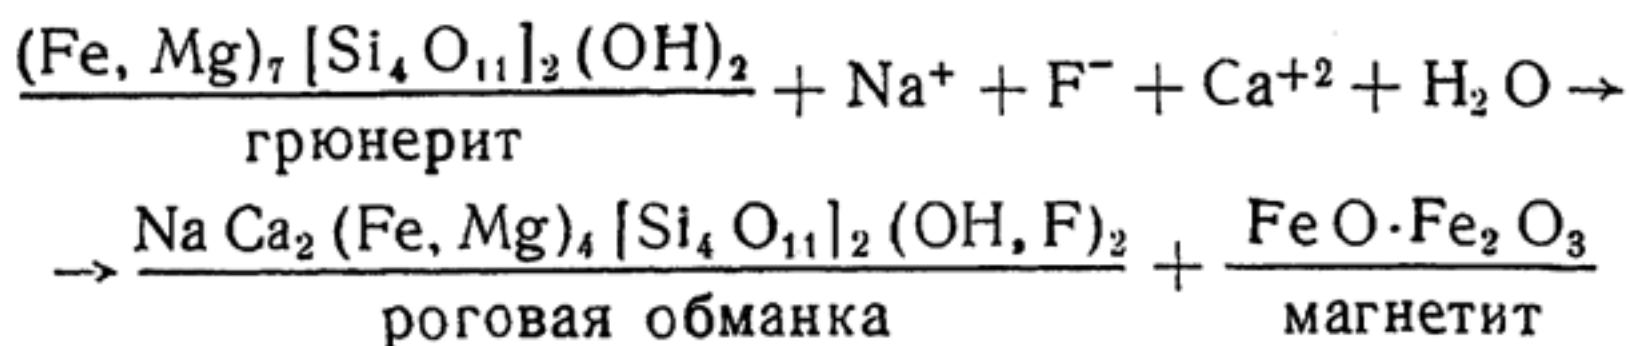 (Fe, Mg)₇ [Si₄ O₁₁]₂ (OH)₂ + Na⁺ + F⁻ + Ca⁺² + H₂ O →
грюнерит
→ Na Ca₂ (Fe, Mg)₄ [Si₄ O₁₁]₂ (OH, F)₂ + Fe O·Fe₂ O₃
роговая обманка магнетит